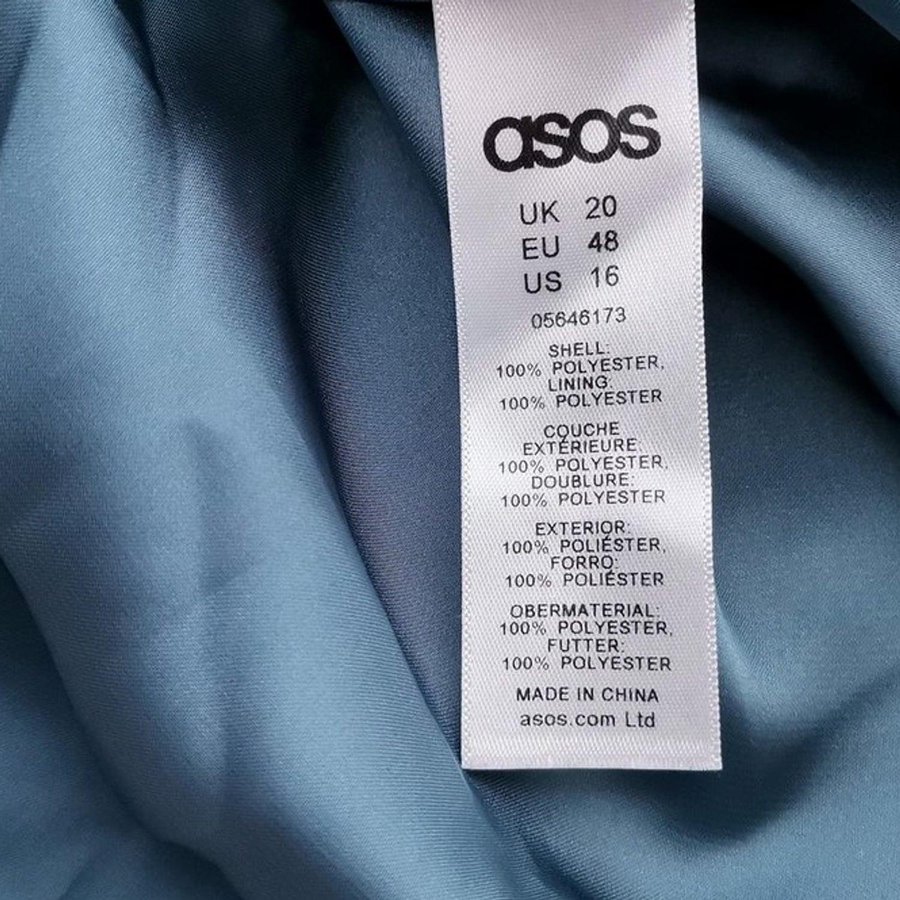 asos
UK 20
EU 48
US 16
05646173
SHELL:
100% POLYESTER,
LINING:
100% POLYESTER
COUCHE
EXTÉRIEURE:
100% POLYESTER,
DOUBLURE:
100% POLYESTER
EXTERIOR:
100% POLIÉSTER,
FORRO:
100% POLIÉSTER
OBERMATERIAL:
100% POLYESTER,
FUTTER:
100% POLYESTER
MADE IN CHINA
asos.com Ltd